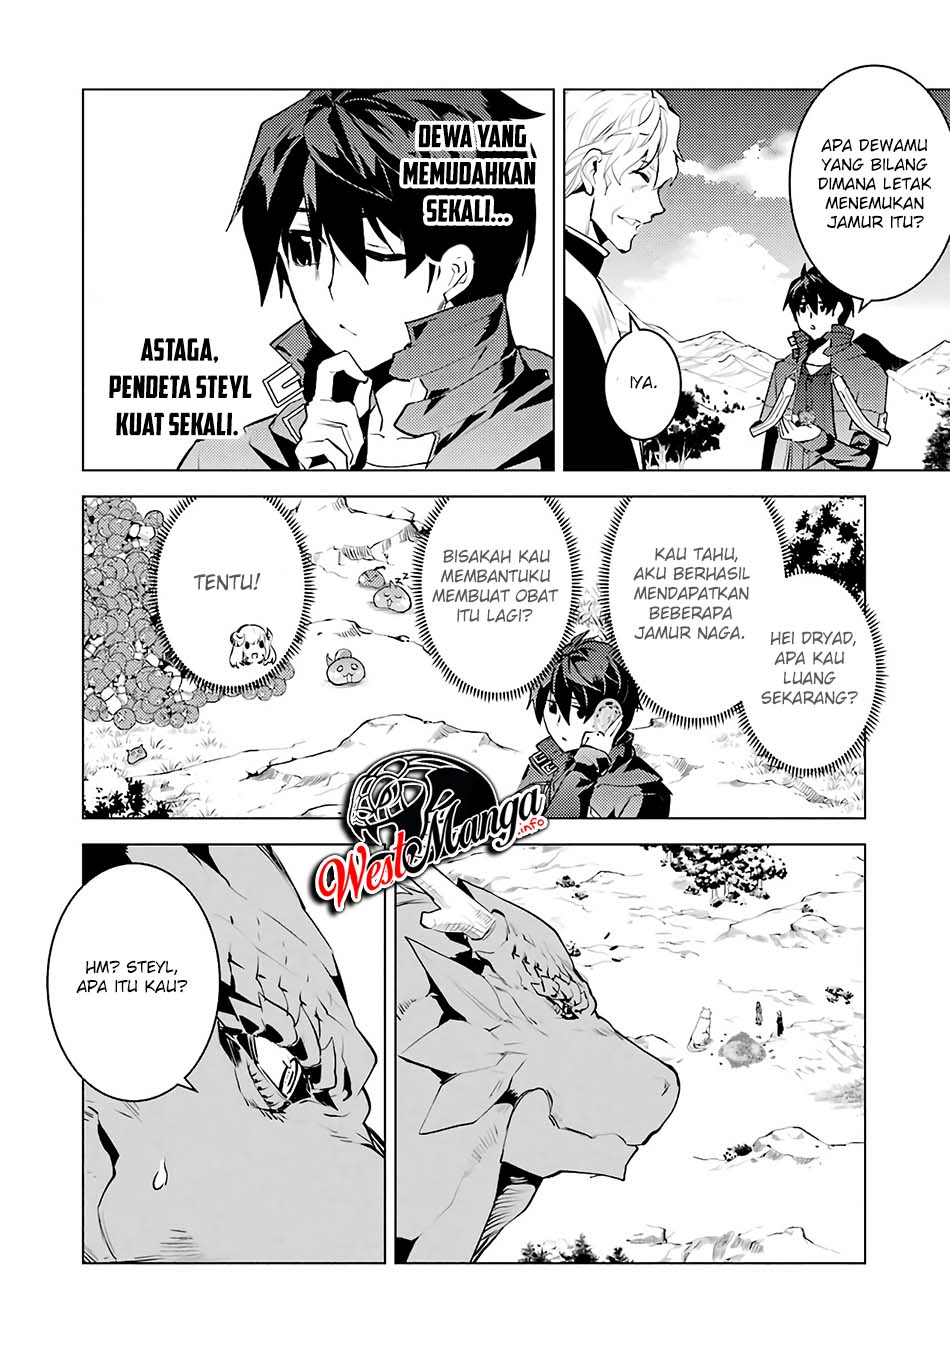 APA DEWAMU
YANG BILANG
DIMANA LETAK
MENEMUKAN
JAMUR ITU?
IYA.
DEWA YANG
MEMUDAHKAN
SEKALI...
ASTAGA,
PENDETA STEYL
KUAT SEKALI.
HEI DRYAD,
APA KAU
LUANG
SEKARANG?
KAU TAHU,
AKU BERHASIL
MENDAPATKAN
BEBERAPA
JAMUR NAGA.
BISAKAH KAU
MEMBANTUKU
MEMBUAT OBAT
ITU LAGI?
TENTU!
ZZ
WestManga
.info
HM? STEYL,
APA ITU KAU?